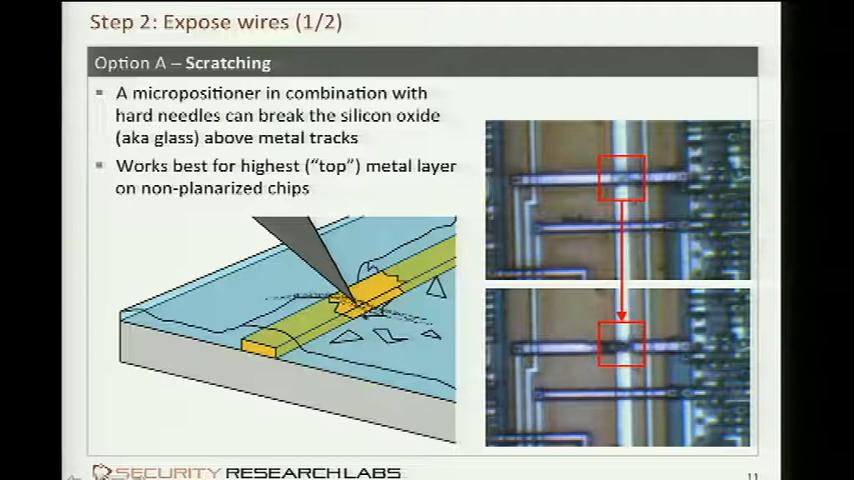 Step 2: Expose wires (1/2)
Option A – Scratching
▪ A micropositioner in combination with
hard needles can break the silicon oxide
(aka glass) above metal tracks
▪ Works best for highest (“top”) metal layer
on non-planarized chips
SECURITY RESEARCH LABS
11